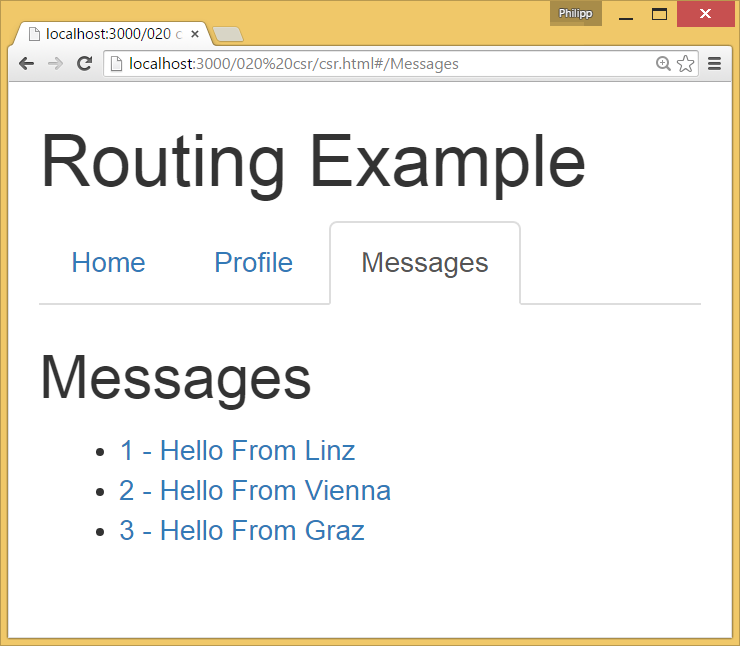 Philipp
localhost:3000/020 c
localhost:3000/020%20csr/csr.html#/Messages
Routing Example
Home Profile Messages
Messages
1 - Hello From Linz
2 - Hello From Vienna
3 - Hello From Graz